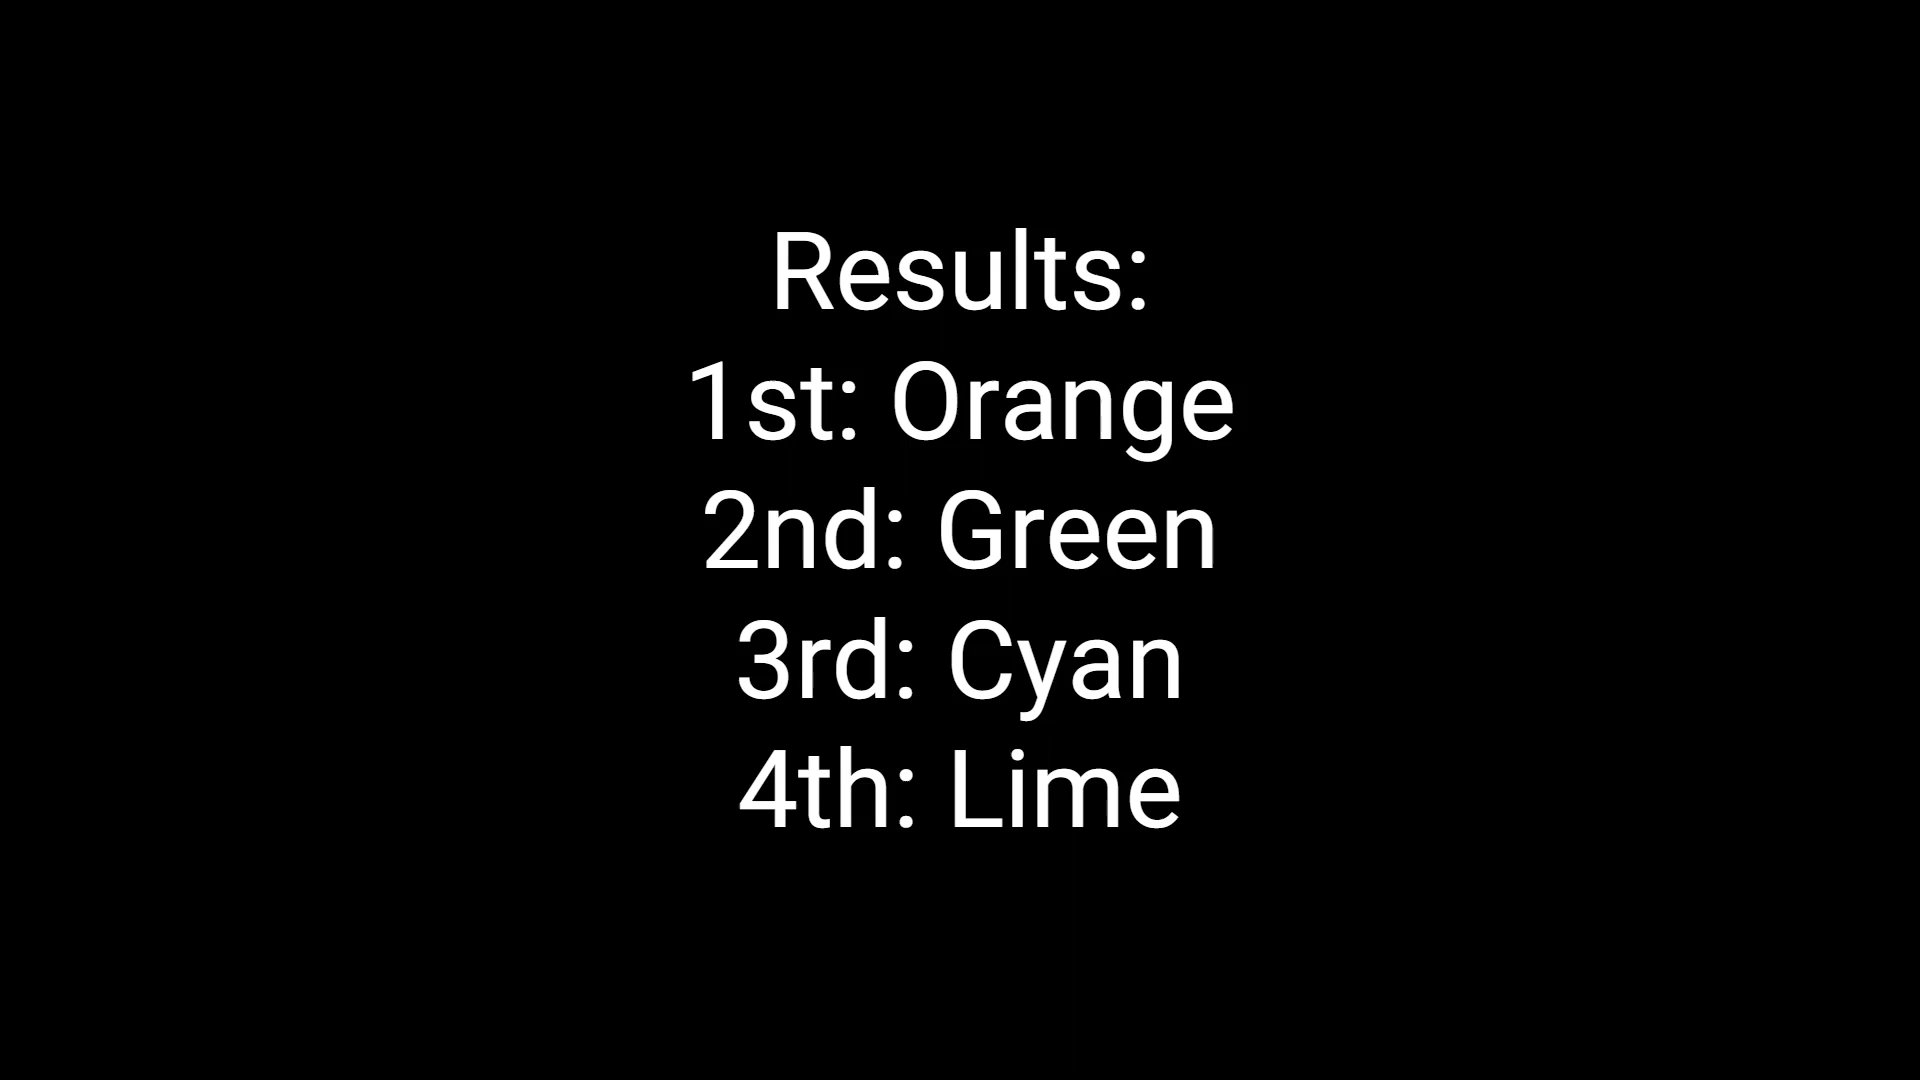 Results:
1st: Orange
2nd: Green
3rd: Cyan
4th: Lime